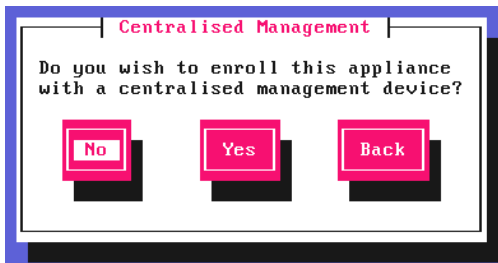 Centralised Management
Do you wish to enroll this appliance
with a centralised management device?
No Yes Back